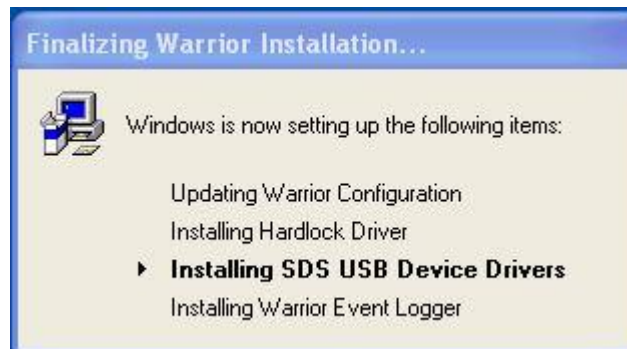 Finalizing Warrior Installation...
Windows is now setting up the following items:
Updating Warrior Configuration
Installing Hardlock Driver
Installing SDS USB Device Drivers
Installing Warrior Event Logger